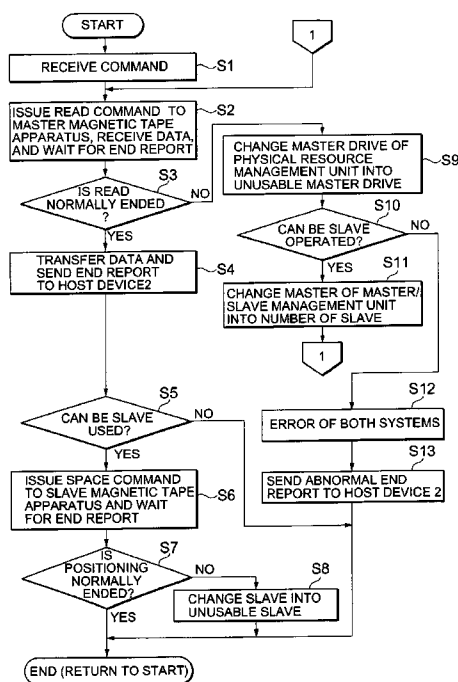 START
1
RECEIVE COMMAND
S1
ISSUE READ COMMAND TO
MASTER MAGNETIC TAPE
APPARATUS, RECEIVE DATA,
AND WAIT FOR END REPORT
S2
IS READ
NORMALLY ENDED
?
S3
NO
YES
TRANSFER DATA AND
SEND END REPORT
TO HOST DEVICE2
S4
CHANGE MASTER DRIVE OF
PHYSICAL RESOURCE
MANAGEMENT UNIT INTO
UNUSABLE MASTER DRIVE
S9
CAN BE SLAVE
OPERATED?
S10
NO
YES
S11
CHANGE MASTER OF MASTER/
SLAVE MANAGEMENT UNIT
INTO NUMBER OF SLAVE
1
S5
CAN BE SLAVE
USED?
NO
YES
S12
ERROR OF BOTH SYSTEMS
S13
SEND ABNORMAL END
REPORT TO HOST DEVICE 2
ISSUE SPACE COMMAND
TO SLAVE MAGNETIC TAPE
APPARATUS AND WAIT
FOR END REPORT
S6
S7
IS
POSITIONING
NORMALLY
ENDED?
NO
YES
S8
CHANGE SLAVE INTO
UNUSABLE SLAVE
END (RETURN TO START)